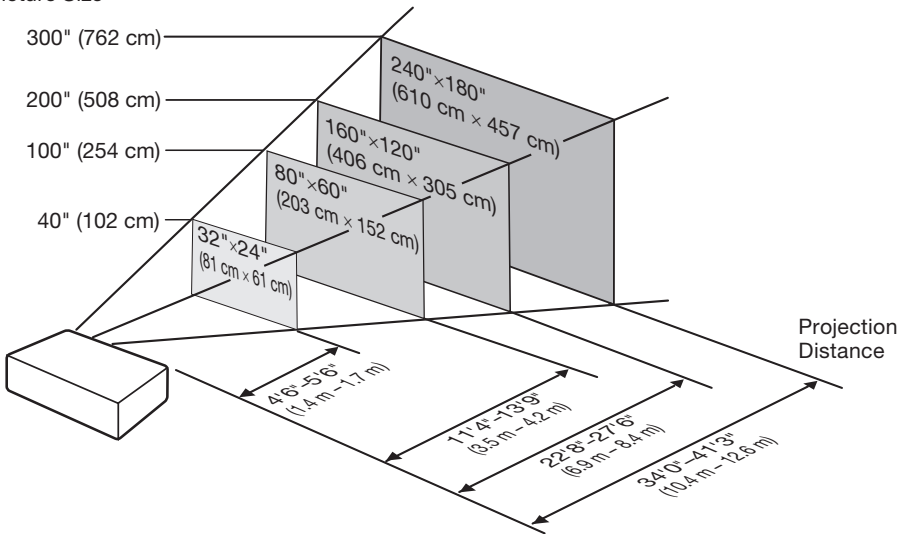 300" (762 cm)
200" (508 cm)
100" (254 cm)
40" (102 cm)
240"×180"
(610 cm × 457 cm)
160"×120"
(406 cm × 305 cm)
80"×60"
(203 cm × 152 cm)
32"×24"
(81 cm × 61 cm)
Projection
Distance
4'6"–5'6"
(1.4 m – 1.7 m)
11'4"–13'9"
(3.5 m – 4.2 m)
22'8"–27'6"
(6.9 m – 8.4 m)
34'0"–41'3"
(10.4 m – 12.6 m)